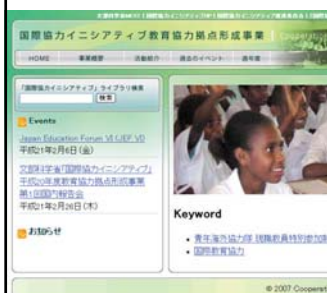 国際協力イニシアティブ教育協力拠点形成事業
HOME 事業概要 活動紹介 過去のイベント
「国際協力イニシアティブ」ライブラリ検索
検索
Events
Japan Education Forum VI (JEF VI)
平成21年2月6日(金)
文部科学省「国際協力イニシアティブ」
平成20年度教育協力拠点形成事業
第1回国内報告会
平成21年2月26日(木)
お知らせ
Keyword
青年海外協力隊 現職教員特別参加
国際教育協力
© 2007